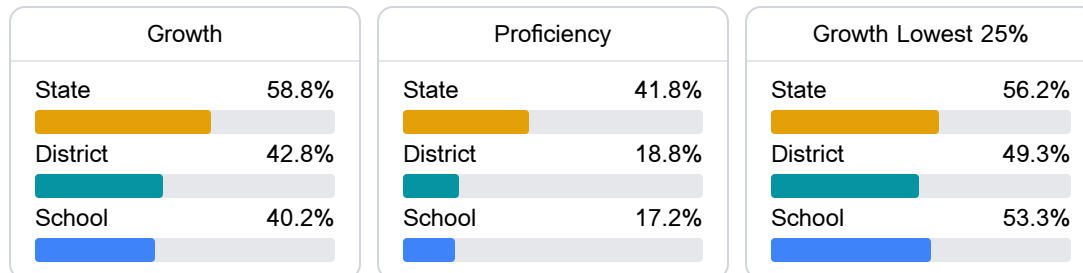 Growth
State 58.8%
District 42.8%
School 40.2%
Proficiency
State 41.8%
District 18.8%
School 17.2%
Growth Lowest 25%
State 56.2%
District 49.3%
School 53.3%